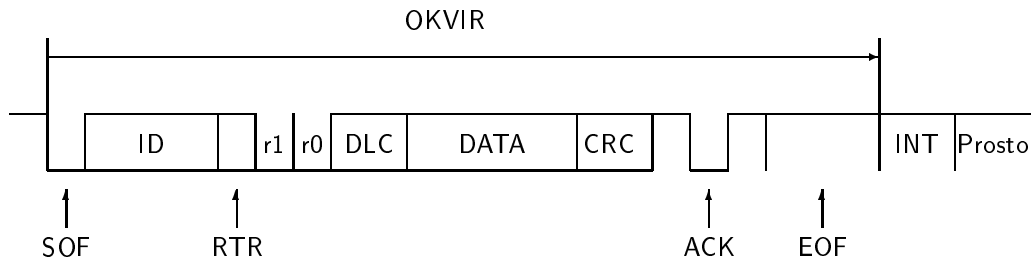 OKVIR
ID r1 r0 DLC DATA CRC INT Prosto
SOF RTR ACK EOF